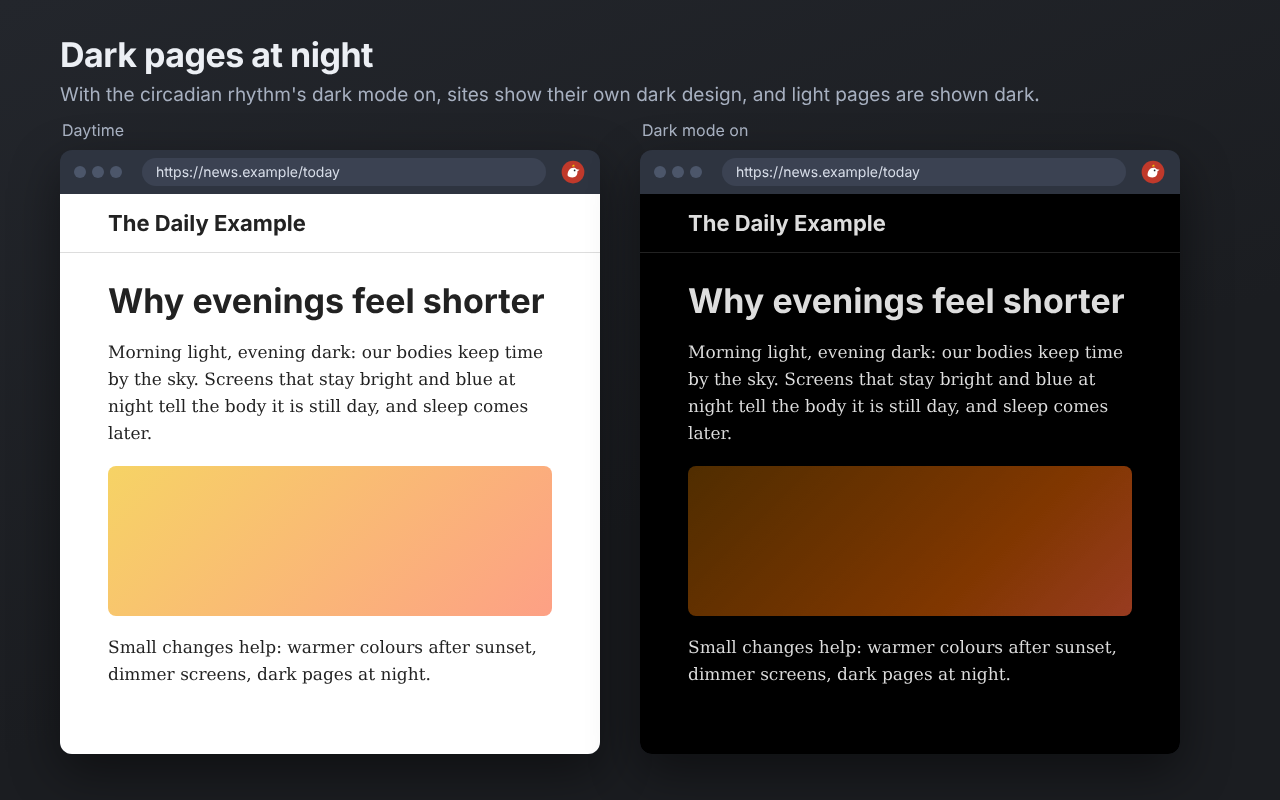 Dark pages at night
With the circadian rhythm's dark mode on, sites show their own dark design, and light pages are shown dark.
Daytime
https://news.example/today
The Daily Example
Why evenings feel shorter
Morning light, evening dark: our bodies keep time
by the sky. Screens that stay bright and blue at
night tell the body it is still day, and sleep comes
later.
Small changes help: warmer colours after sunset,
dimmer screens, dark pages at night.
Dark mode on
https://news.example/today
The Daily Example
Why evenings feel shorter
Morning light, evening dark: our bodies keep time
by the sky. Screens that stay bright and blue at
night tell the body it is still day, and sleep comes
later.
Small changes help: warmer colours after sunset,
dimmer screens, dark pages at night.